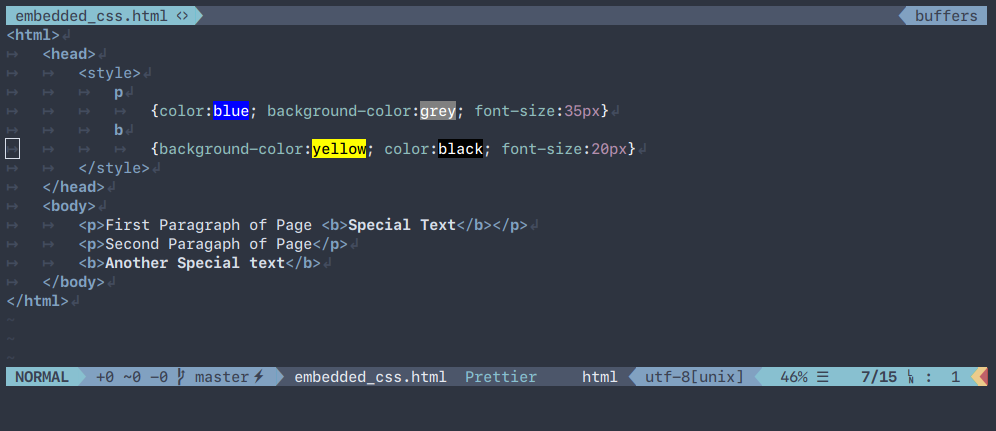 embedded_css.html <> buffers
<html>
<head>
<style>
p
{color:blue; background-color:grey; font-size:35px}
b
{background-color:yellow; color:black; font-size:20px}
</style>
</head>
<body>
<p>First Paragraph of Page <b>Special Text</b></p>
<p>Second Paragaph of Page</p>
<b>Another Special text</b>
</body>
</html>
~
~
~
NORMAL +0 ~0 -0 master⚡ embedded_css.html Prettier html utf-8[unix] 46% ☰ 7/15 LN : 1